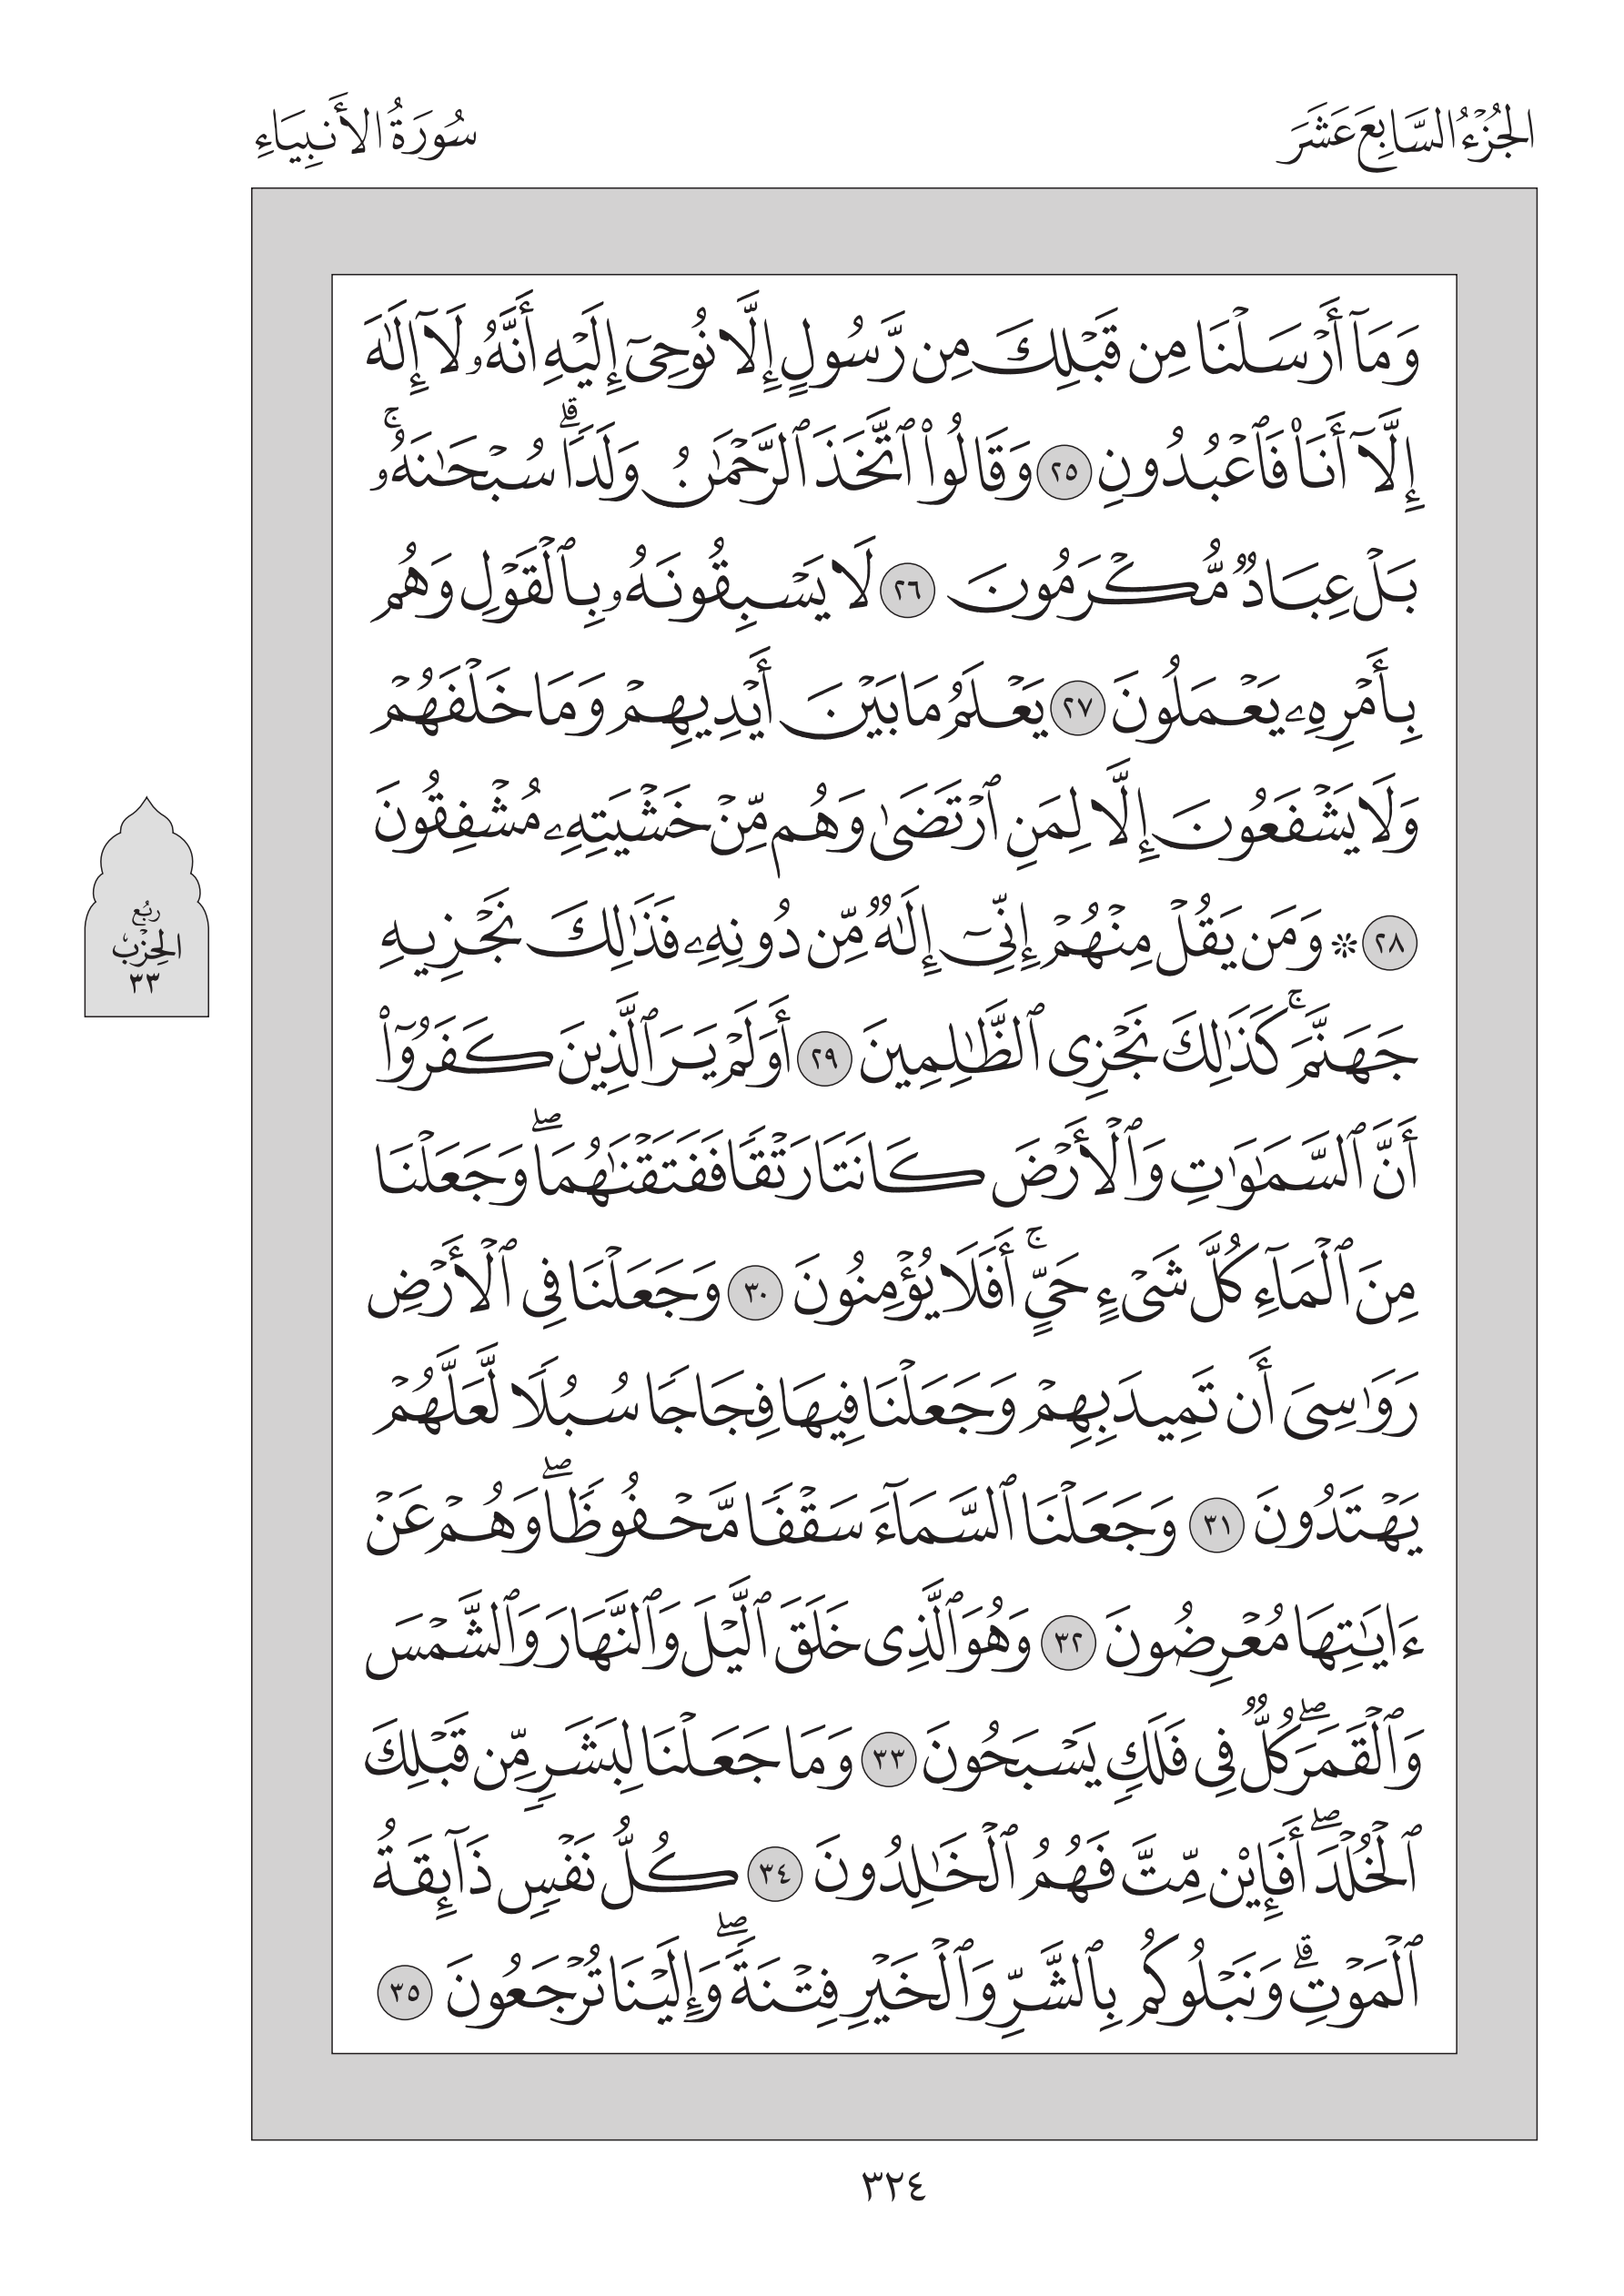 الجُزْءُ السَّابِعَ عَشَرَ
سُورَةُ الأَنبِيَاءِ
وَمَآ أَرۡسَلۡنَا مِن قَبۡلِكَ مِن رَّسُولٍ إِلَّا نُوحِيٓ إِلَيۡهِ أَنَّهُۥ لَآ إِلَٰهَ
إِلَّآ أَنَا۠ فَٱعۡبُدُونِ ٢٥ وَقَالُواْ ٱتَّخَذَ ٱلرَّحۡمَٰنُ وَلَدٗاۗ سُبۡحَٰنَهُۥۚ
بَلۡ عِبَادٞ مُّكۡرَمُونَ ٢٦ لَا يَسۡبِقُونَهُۥ بِٱلۡقَوۡلِ وَهُم
بِأَمۡرِهِۦ يَعۡمَلُونَ ٢٧ يَعۡلَمُ مَا بَيۡنَ أَيۡدِيهِمۡ وَمَا خَلۡفَهُمۡ
وَلَا يَشۡفَعُونَ إِلَّا لِمَنِ ٱرۡتَضَىٰ وَهُم مِّنۡ خَشۡيَتِهِۦ مُشۡفِقُونَ
٢٨ ۞ وَمَن يَقُلۡ مِنۡهُمۡ إِنِّيٓ إِلَٰهٞ مِّن دُونِهِۦ فَذَٰلِكَ نَجۡزِيهِ
جَهَنَّمَۚ كَذَٰلِكَ نَجۡزِي ٱلظَّٰلِمِينَ ٢٩ أَوَلَمۡ يَرَ ٱلَّذِينَ كَفَرُوٓاْ
أَنَّ ٱلسَّمَٰوَٰتِ وَٱلۡأَرۡضَ كَانَتَا رَتۡقٗا فَفَتَقۡنَٰهُمَاۖ وَجَعَلۡنَا
مِنَ ٱلۡمَآءِ كُلَّ شَيۡءٍ حَيٍّۚ أَفَلَا يُؤۡمِنُونَ ٣٠ وَجَعَلۡنَا فِي ٱلۡأَرۡضِ
رَوَٰسِيَ أَن تَمِيدَ بِهِمۡ وَجَعَلۡنَا فِيهَا فِجَاجٗا سُبُلٗا لَّعَلَّهُمۡ
يَهۡتَدُونَ ٣١ وَجَعَلۡنَا ٱلسَّمَآءَ سَقۡفٗا مَّحۡفُوظٗاۖ وَهُمۡ عَنۡ
ءَايَٰتِهَا مُعۡرِضُونَ ٣٢ وَهُوَ ٱلَّذِي خَلَقَ ٱلَّيۡلَ وَٱلنَّهَارَ وَٱلشَّمۡسَ
وَٱلۡقَمَرَۖ كُلّٞ فِي فَلَكٖ يَسۡبَحُونَ ٣٣ وَمَا جَعَلۡنَا لِبَشَرٖ مِّن قَبۡلِكَ
ٱلۡخُلۡدَۖ أَفَإِيْن مِّتَّ فَهُمُ ٱلۡخَٰلِدُونَ ٣٤ كُلُّ نَفۡسٖ ذَآئِقَةُ
ٱلۡمَوۡتِۗ وَنَبۡلُوكُم بِٱلشَّرِّ وَٱلۡخَيۡرِ فِتۡنَةٗۖ وَإِلَيۡنَا تُرۡجَعُونَ ٣٥
رُبُع
الحِزْب
٣٣
٣٢٤